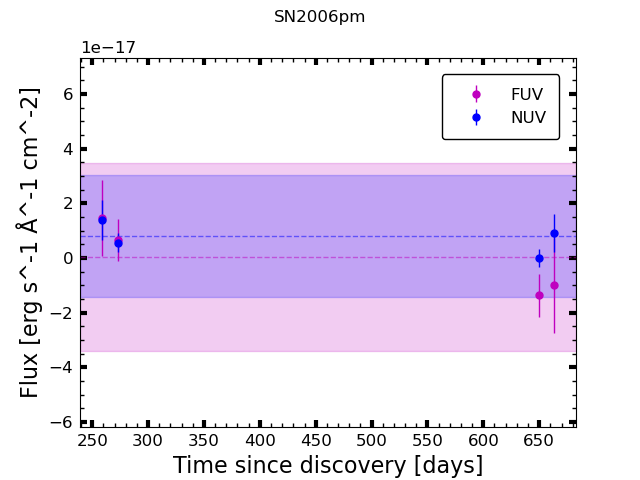 SN2006pm
1e−17
FUV
NUV
6
4
2
0
−2
−4
−6
250 300 350 400 450 500 550 600 650
Time since discovery [days]
Flux [erg s^-1 Å^-1 cm^-2]